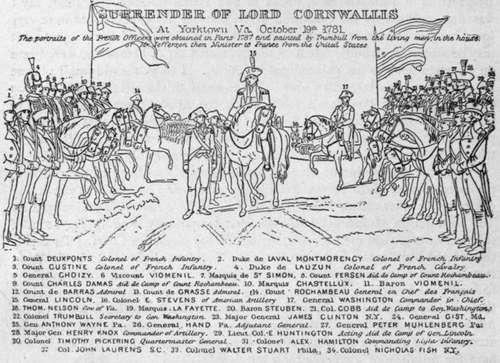 SURRENDER OF LORD CORNWALLIS
At Yorktown Va. October 19th 1781.
The portraits of the French Officers were obtained in Paris 1787 and painted by Trumbull from the living men, in the house
of Mr Jefferson then Minister to France from the United States
1. Count DEUXPONTS Colonel of French Infantry. 2. Duke de LAVAL MONTMORENCY Colonel of French Infantry
3. Count CUSTINE Colonel of French Infantry. 4. Duke de LAUZUN Colonel of French Cavalry.
5. General CHOIZY. 6 Viscount VIOMENIL. 7. Marquis de ST SIMON. 8. Count FERSEN Aid de Camp of Count Rochambeau.
9 Count CHARLES DAMAS Aid de Camp of Count Rochambeau. 10. Marquis CHASTELLUX. 11. Baron VIOMENIL.
12 Count de BARRAS Admiral 13. Count de GRASSE Admiral. 14. Count ROCHAMBEAU General en Chef des Français
15 General LINCOLN. 16 Colonel E. STEVENS of American Artillery 17 General WASHINGTON Commander in Chief.
18. THOM. NELSON Gov of Va. 19. Marquis LA FAYETTE. 20. Baron STEUBEN. 21. Col. COBB Aid de Camp to Gen. Washington.
22 Colonel TRUMBULL Secretary to Gen. Washington 23. Major General JAMES CLINTON N.Y. 24. General GIST, Md.
25. Gen ANTHONY WAYNE Pa. 26. General, HAND Pa. Adjutant General. 27 General PETER MUHLENBERG Pa.
28. Major Gen HENRY KNOX Commander of Artillery. 29. Lieut. Col. E HUNTINGTON Acting Aid de Camp of Gen. Lincoln.
30 Colonel TIMOTHY PICKERING Quartermaster General. 31 Colonel ALEX. HAMILTON Commanding Light Infantry.
32 Col. JOHN LAURENS S.C. 33 Colonel WALTER STUART Phila. 34 Colonel NICHOLAS FISH N.Y.